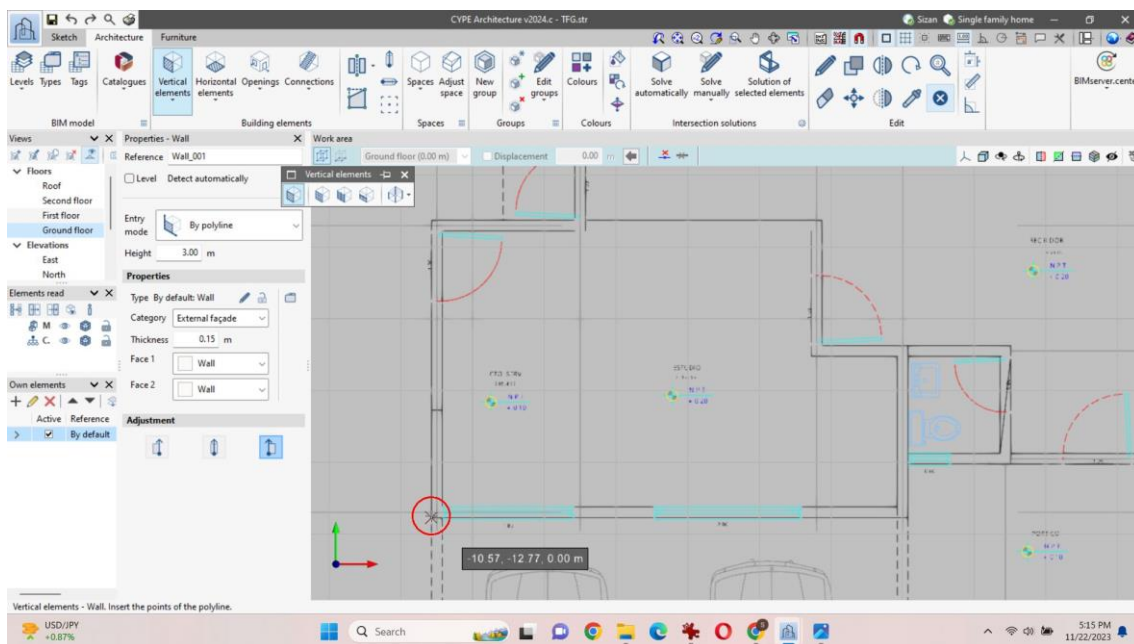 CYPE Architecture v2024.c - TFG.str
Sizan
Single family home
Sketch
Architecture
Furniture
Levels
Types
Tags
Catalogues
Vertical elements
Horizontal elements
Openings
Connections
Spaces
Adjust space
New group
Edit groups
Colours
Solve automatically
Solve manually
Solution of selected elements
BIMserver.cente
BIM model
Building elements
Spaces
Groups
Colours
Intersection solutions
Edit
Views
Floors
Roof
Second floor
First floor
Ground floor
Elevations
East
North
Elements read
M
C.
Own elements
Active
Reference
By default
Properties - Wall
Reference
Wall_001
Level
Detect automatically
Entry mode
By polyline
Height
3.00 m
Properties
Type
By default: Wall
Category
External façade
Thickness
0.15 m
Face 1
Wall
Face 2
Wall
Adjustment
Work area
Ground floor (0.00 m)
Displacement
0.00 m
Vertical elements
ESTUDIO
N.P.T
+ 0.20
N.P.T
+ 0.20
-10.57, -12.77, 0.00 m
Vertical elements - Wall. Insert the points of the polyline.
USD/JPY
+0.87%
Search
5:15 PM
11/22/2023